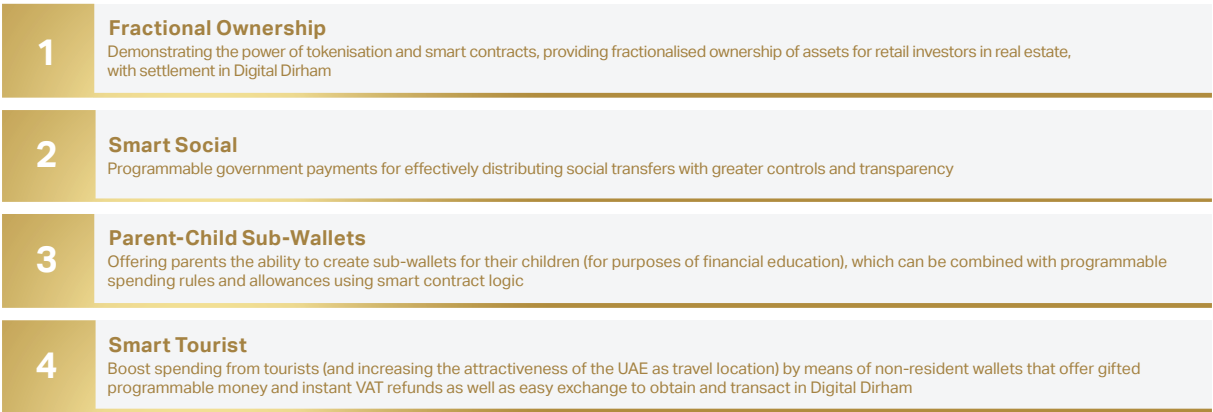 1
Fractional Ownership
Demonstrating the power of tokenisation and smart contracts, providing fractionalised ownership of assets for retail investors in real estate,
with settlement in Digital Dirham
2
Smart Social
Programmable government payments for effectively distributing social transfers with greater controls and transparency
3
Parent-Child Sub-Wallets
Offering parents the ability to create sub-wallets for their children (for purposes of financial education), which can be combined with programmable
spending rules and allowances using smart contract logic
4
Smart Tourist
Boost spending from tourists (and increasing the attractiveness of the UAE as travel location) by means of non-resident wallets that offer gifted
programmable money and instant VAT refunds as well as easy exchange to obtain and transact in Digital Dirham